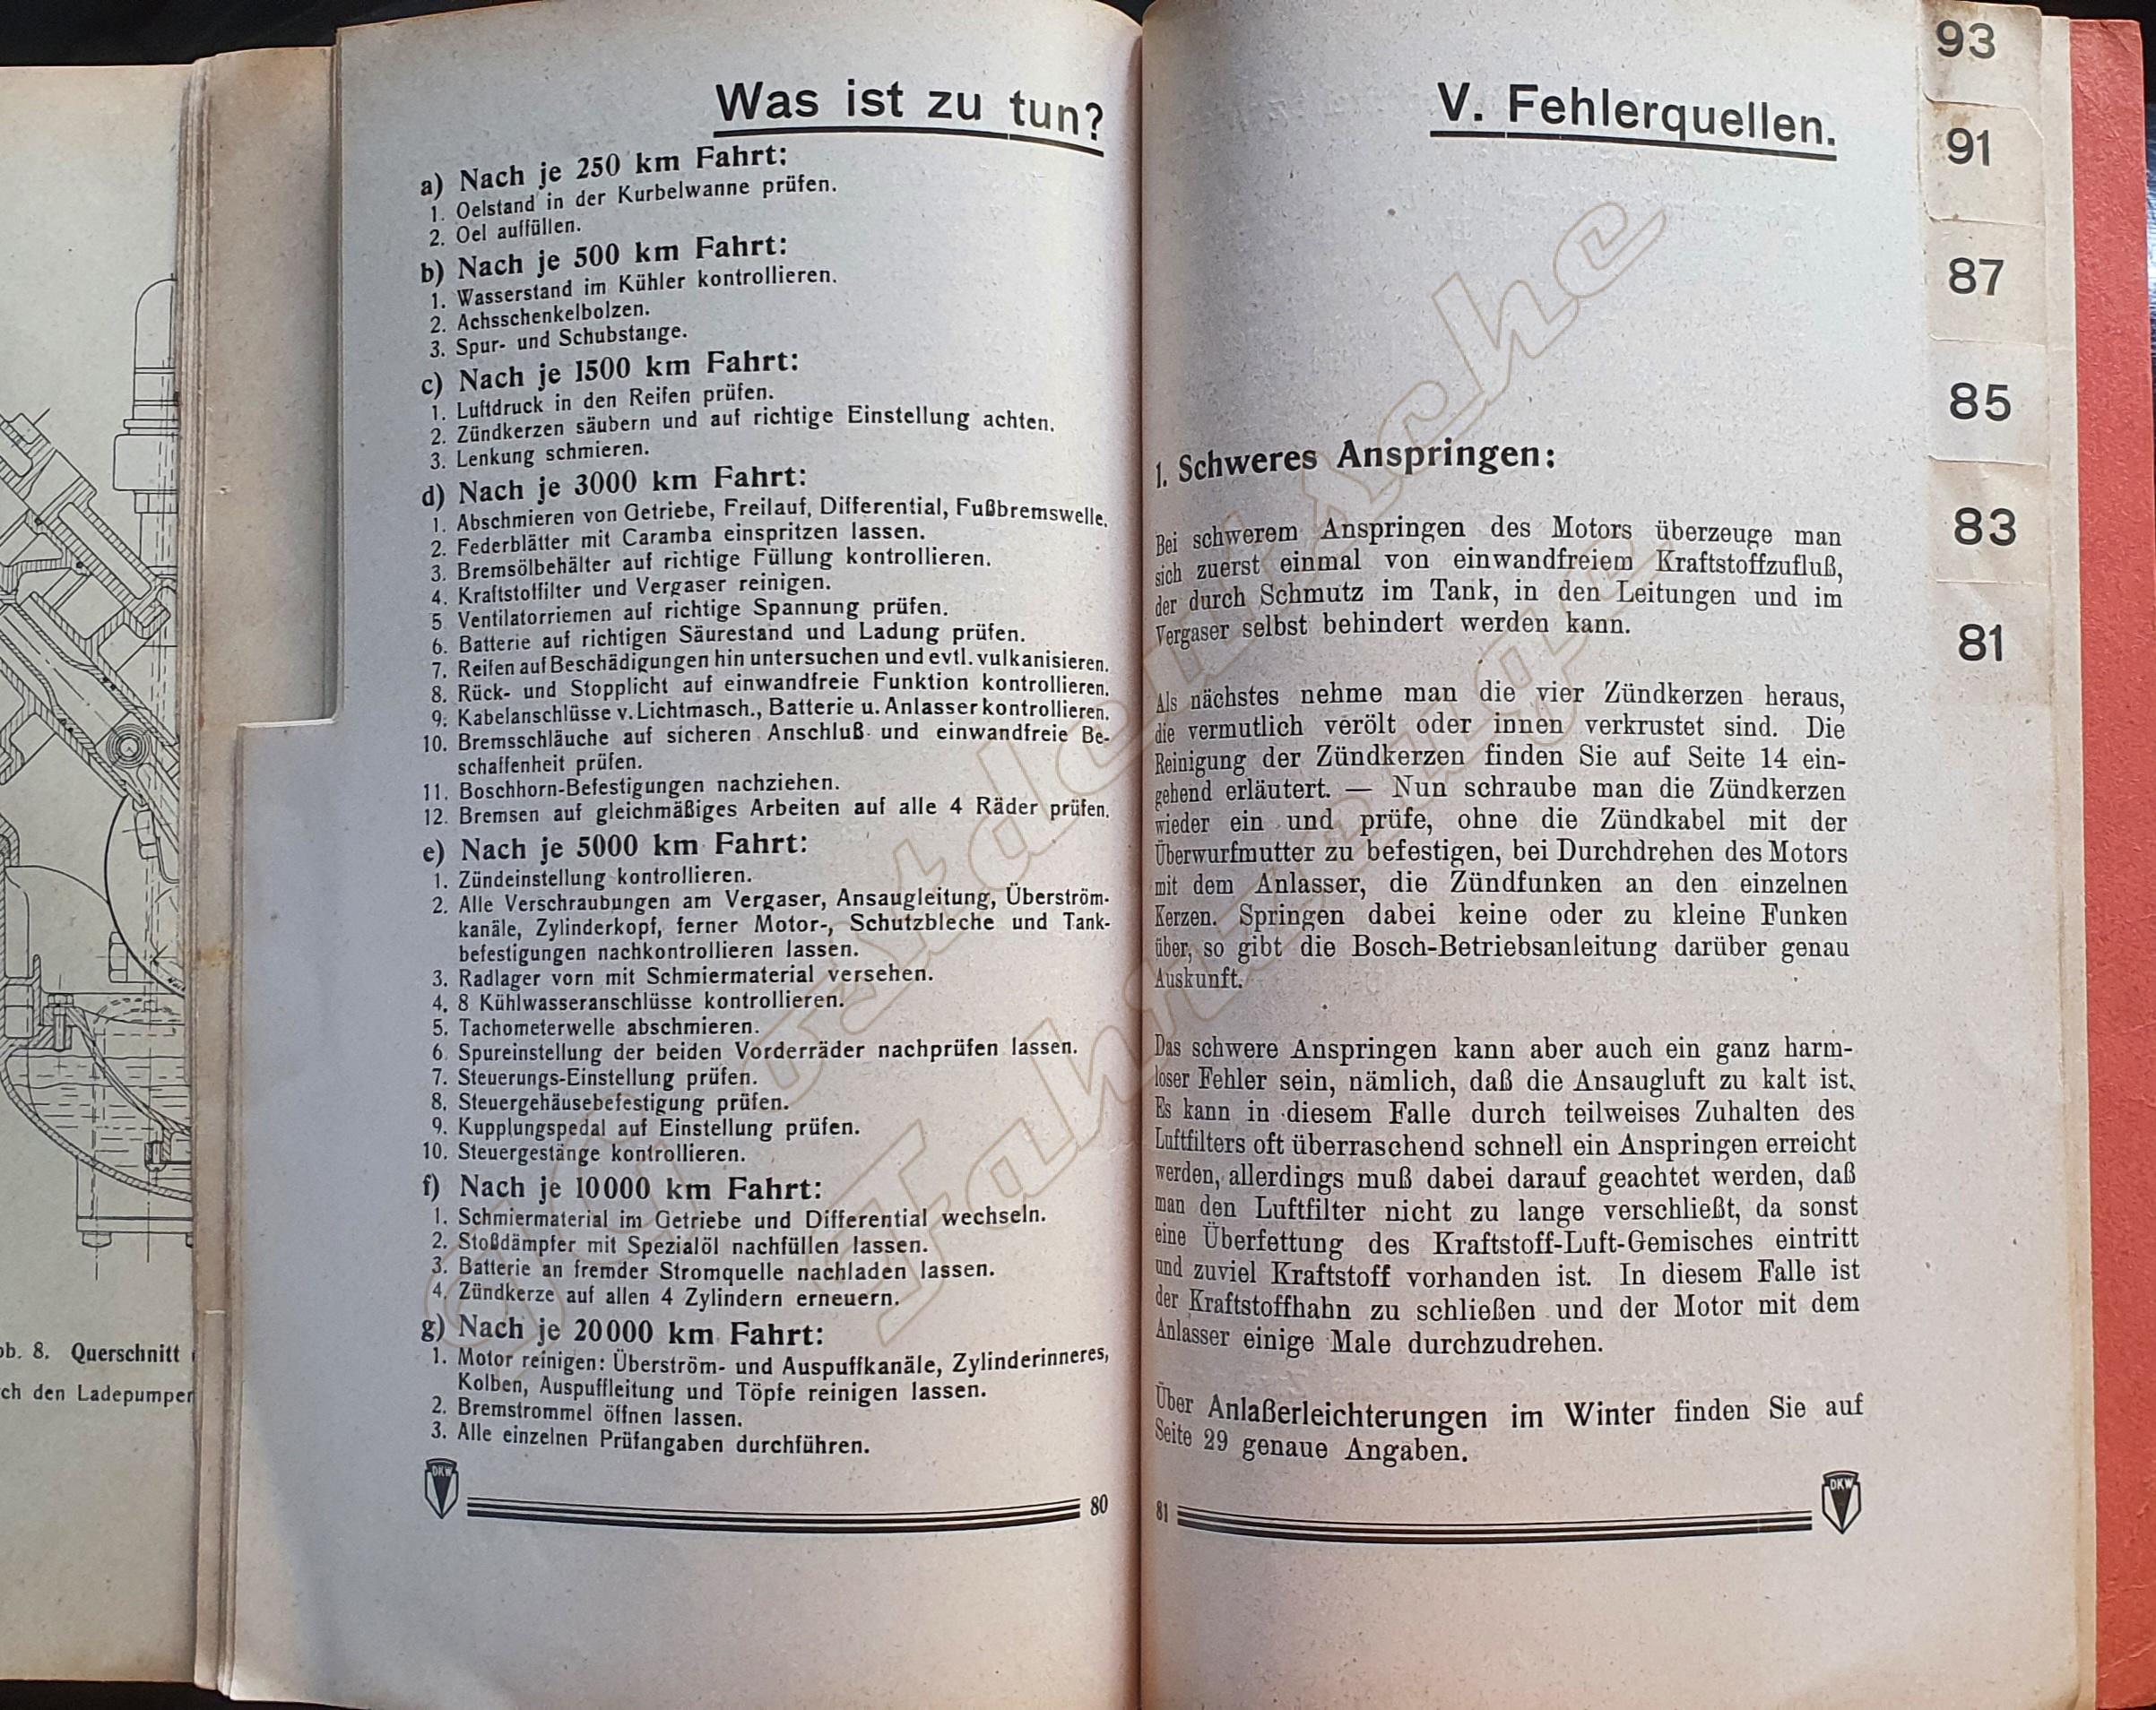 Abb. 8. Querschnitt
den Ladepumpen
Was ist zu tun?
a) Nach je 250 km Fahrt:
1. Oelstand in der Kurbelwanne prüfen.
2. Oel auffüllen.
b) Nach je 500 km Fahrt:
1. Wasserstand im Kühler kontrollieren.
2. Achsschenkelbolzen.
3. Spur- und Schubstange.
c) Nach je 1500 km Fahrt:
1. Luftdruck in den Reifen prüfen.
2. Zündkerzen säubern und auf richtige Einstellung achten.
3. Lenkung schmieren.
d) Nach je 3000 km Fahrt:
1. Abschmieren von Getriebe, Freilauf, Differential, Fußbremswelle.
2. Federblätter mit Caramba einspritzen lassen.
3. Bremsölbehälter auf richtige Füllung kontrollieren.
4. Kraftstoffilter und Vergaser reinigen.
5 Ventilatorriemen auf richtige Spannung prüfen.
6. Batterie auf richtigen Säurestand und Ladung prüfen.
7. Reifen auf Beschädigungen hin untersuchen und evtl. vulkanisieren.
8. Rück- und Stopplicht auf einwandfreie Funktion kontrollieren.
9. Kabelanschlüsse v. Lichtmasch., Batterie u. Anlasser kontrollieren.
10. Bremsschläuche auf sicheren Anschluß und einwandfreie Be-
schaffenheit prüfen.
11. Boschhorn-Befestigungen nachziehen.
12. Bremsen auf gleichmäßiges Arbeiten auf alle 4 Räder prüfen.
e) Nach je 5000 km Fahrt:
1. Zündeinstellung kontrollieren.
2. Alle Verschraubungen am Vergaser, Ansaugleitung, Überström-
kanäle, Zylinderkopf, ferner Motor-, Schutzbleche und Tank-
befestigungen nachkontrollieren lassen.
3. Radlager vorn mit Schmiermaterial versehen.
4. 8 Kühlwasseranschlüsse kontrollieren.
5. Tachometerwelle abschmieren.
6. Spureinstellung der beiden Vorderräder nachprüfen lassen.
7. Steuerungs-Einstellung prüfen.
8. Steuergehäusebefestigung prüfen.
9. Kupplungspedal auf Einstellung prüfen.
10. Steuergestänge kontrollieren.
f) Nach je 10000 km Fahrt:
1. Schmiermaterial im Getriebe und Differential wechseln.
2. Stoßdämpfer mit Spezialöl nachfüllen lassen.
3. Batterie an fremder Stromquelle nachladen lassen.
4. Zündkerze auf allen 4 Zylindern erneuern.
g) Nach je 20000 km Fahrt:
1. Motor reinigen: Überström- und Auspuffkanäle, Zylinderinneres,
Kolben, Auspuffleitung und Töpfe reinigen lassen.
2. Bremstrommel öffnen lassen.
3. Alle einzelnen Prüfangaben durchführen.
DKW
80
V. Fehlerquellen.
1. Schweres Anspringen:
Bei schwerem Anspringen des Motors überzeuge man
sich zuerst einmal von einwandfreiem Kraftstoffzufluß,
der durch Schmutz im Tank, in den Leitungen und im
Vergaser selbst behindert werden kann.
Als nächstes nehme man die vier Zündkerzen heraus,
die vermutlich verölt oder innen verkrustet sind. Die
Reinigung der Zündkerzen finden Sie auf Seite 14 ein-
gehend erläutert. — Nun schraube man die Zündkerzen
wieder ein und prüfe, ohne die Zündkabel mit der
Überwurfmutter zu befestigen, bei Durchdrehen des Motors
mit dem Anlasser, die Zündfunken an den einzelnen
Kerzen. Springen dabei keine oder zu kleine Funken
über, so gibt die Bosch-Betriebsanleitung darüber genau
Auskunft.
Das schwere Anspringen kann aber auch ein ganz harm-
loser Fehler sein, nämlich, daß die Ansaugluft zu kalt ist.
Es kann in diesem Falle durch teilweises Zuhalten des
Luftfilters oft überraschend schnell ein Anspringen erreicht
werden, allerdings muß dabei darauf geachtet werden, daß
man den Luftfilter nicht zu lange verschließt, da sonst
eine Überfettung des Kraftstoff-Luft-Gemisches eintritt
und zuviel Kraftstoff vorhanden ist. In diesem Falle ist
der Kraftstoffhahn zu schließen und der Motor mit dem
Anlasser einige Male durchzudrehen.
Über Anlaßerleichterungen im Winter finden Sie auf
Seite 29 genaue Angaben.
81
DKW
93
91
87
85
83
81
Fahrzeuge